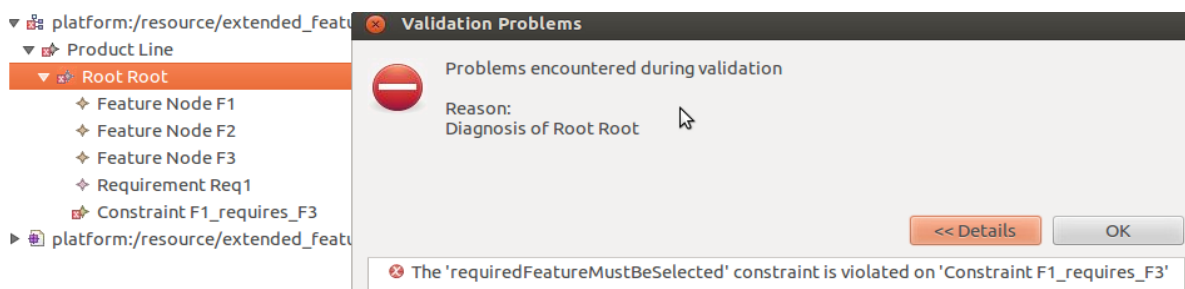 platform:/resource/extended_featu
Product Line
Root Root
Feature Node F1
Feature Node F2
Feature Node F3
Requirement Req1
Constraint F1_requires_F3
platform:/resource/extended_featu
Validation Problems
Problems encountered during validation
Reason:
Diagnosis of Root Root
<< Details
OK
The 'requiredFeatureMustBeSelected' constraint is violated on 'Constraint F1_requires_F3'